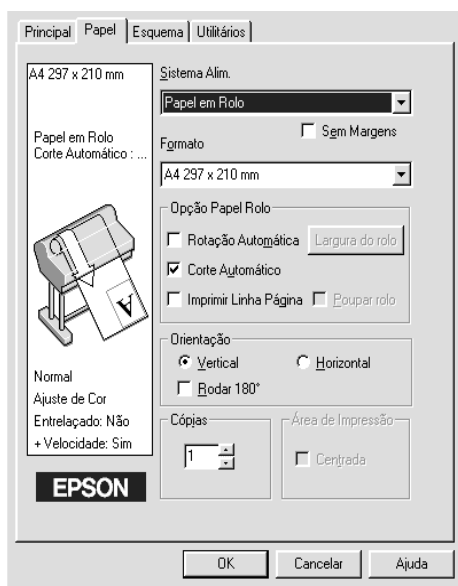 Principal Papel Esquema Utilitários
A4 297 x 210 mm
Papel em Rolo
Corte Automático : ...
A
Normal
Ajuste de Cor
Entrelaçado: Não
+ Velocidade: Sim
EPSON
Sistema Alim.
Papel em Rolo
Sem Margens
Formato
A4 297 x 210 mm
Opção Papel Rolo
Rotação Automática Largura do rolo
Corte Automático
Imprimir Linha Página Poupar rolo
Orientação
Vertical Horizontal
Rodar 180°
Cópias
1
Área de Impressão
Centrada
OK Cancelar Ajuda